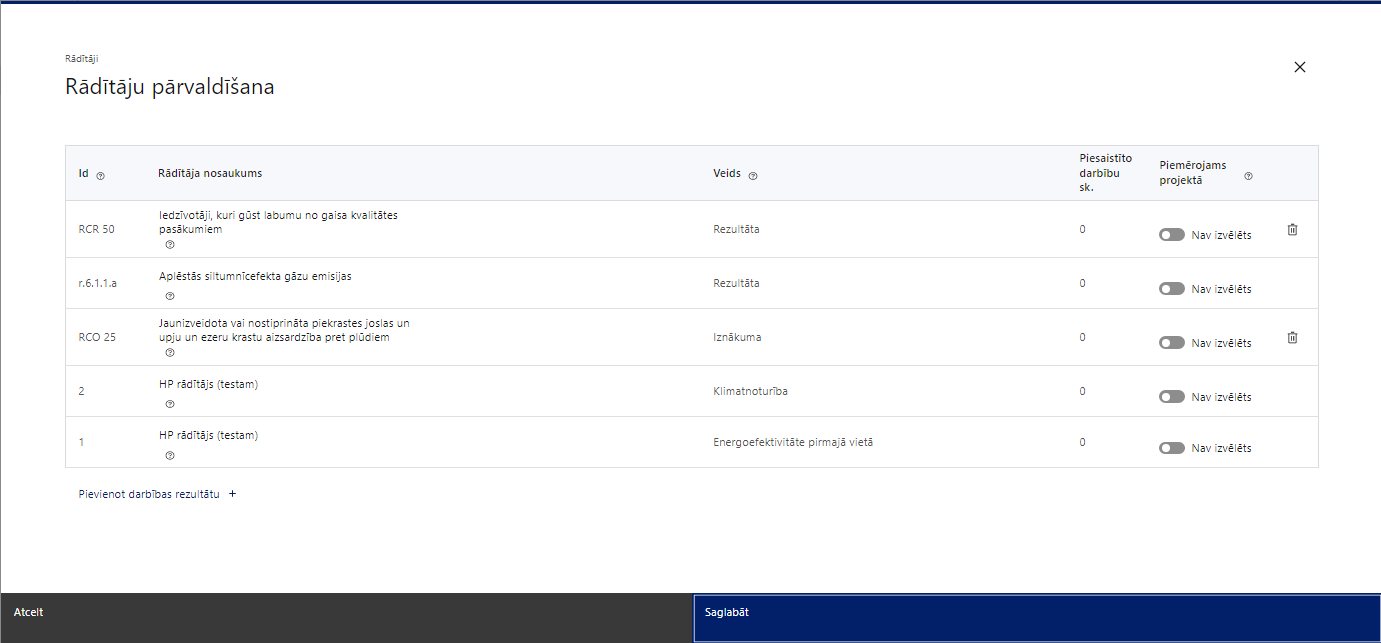 Rādītāji
Rādītāju pārvaldīšana
Id
Rādītāja nosaukums
Veids
Piesaistīto
darbību
sk.
Piemērojams
projektā
RCR 50
Iedzīvotāji, kuri gūst labumu no gaisa kvalitātes
pasākumiem
Rezultāta
0
Nav izvēlēts
r.6.1.1.a
Aplēstās siltumnīcefekta gāzu emisijas
Rezultāta
0
Nav izvēlēts
RCO 25
Jaunizveidota vai nostiprināta piekrastes joslas un
upju un ezeru krastu aizsardzība pret plūdiem
Iznākuma
0
Nav izvēlēts
2
HP rādītājs (testam)
Klimatnoturība
0
Nav izvēlēts
1
HP rādītājs (testam)
Energoefektivitāte pirmajā vietā
0
Nav izvēlēts
Pievienot darbības rezultātu +
Atcelt
Saglabāt